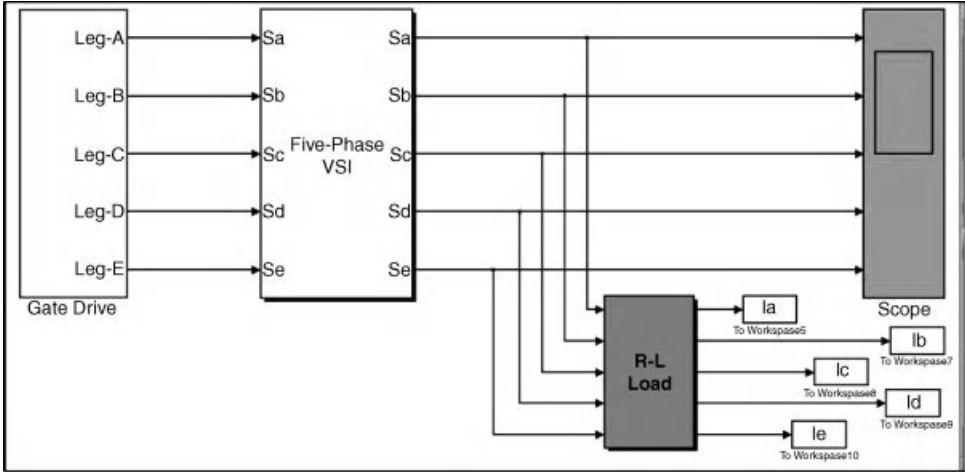 Leg-A
Leg-B
Leg-C
Leg-D
Leg-E
Gate Drive
Sa
Sb
Sc
Sd
Se
Five-Phase
VSI
Sa
Sb
Sc
Sd
Se
Scope
R-L
Load
Ia
To Workspase5
Ib
To Workspase7
Ic
To Workspase8
Id
To Workspase9
Ie
To Workspase10